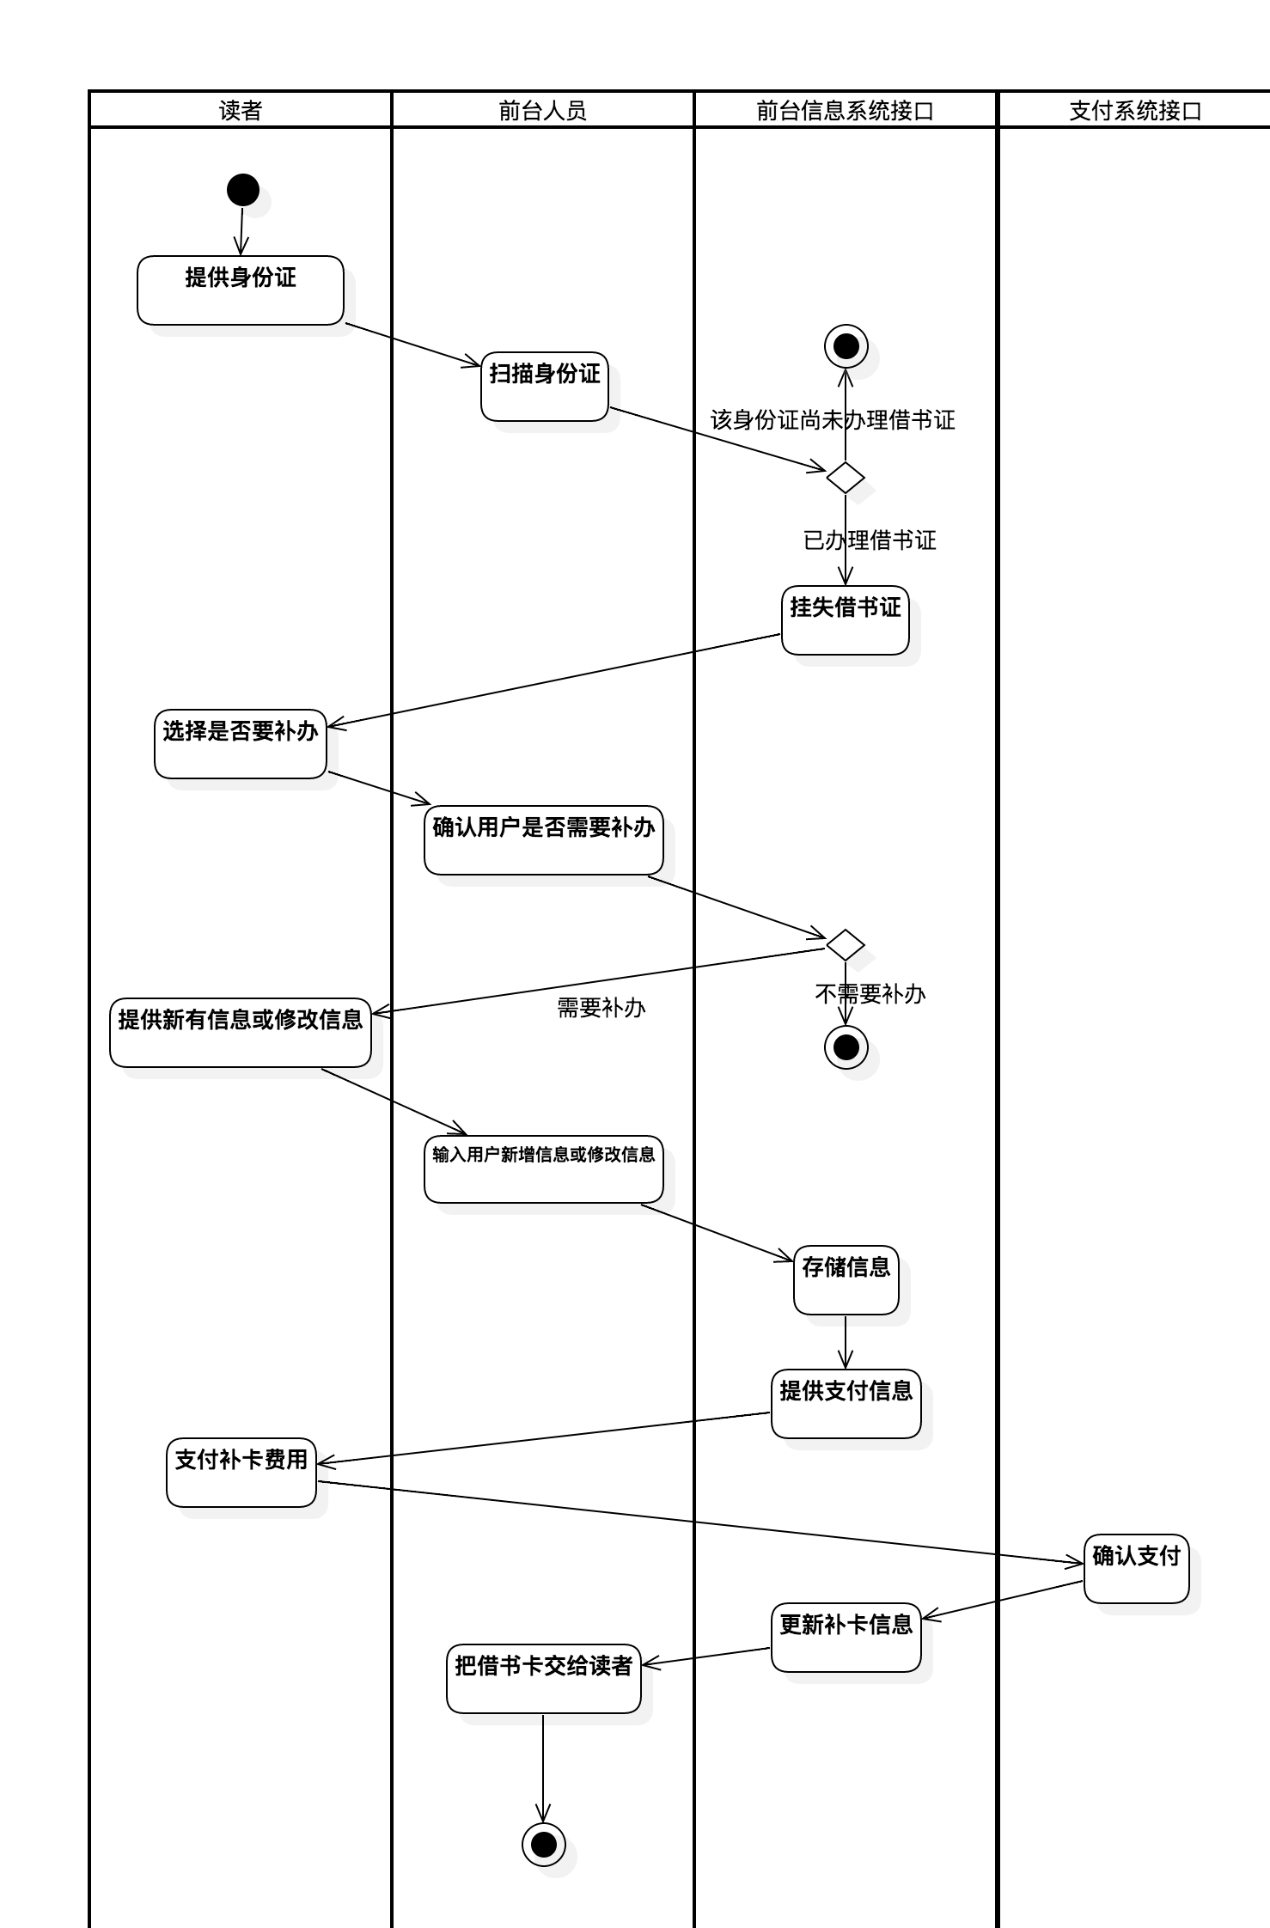 读者
前台人员
前台信息系统接口
支付系统接口
提供身份证
扫描身份证
该身份证尚未办理借书证
已办理借书证
挂失借书证
选择是否要补办
确认用户是否需要补办
不需要补办
需要补办
提供新有信息或修改信息
输入用户新增信息或修改信息
存储信息
提供支付信息
支付补卡费用
确认支付
更新补卡信息
把借书卡交给读者